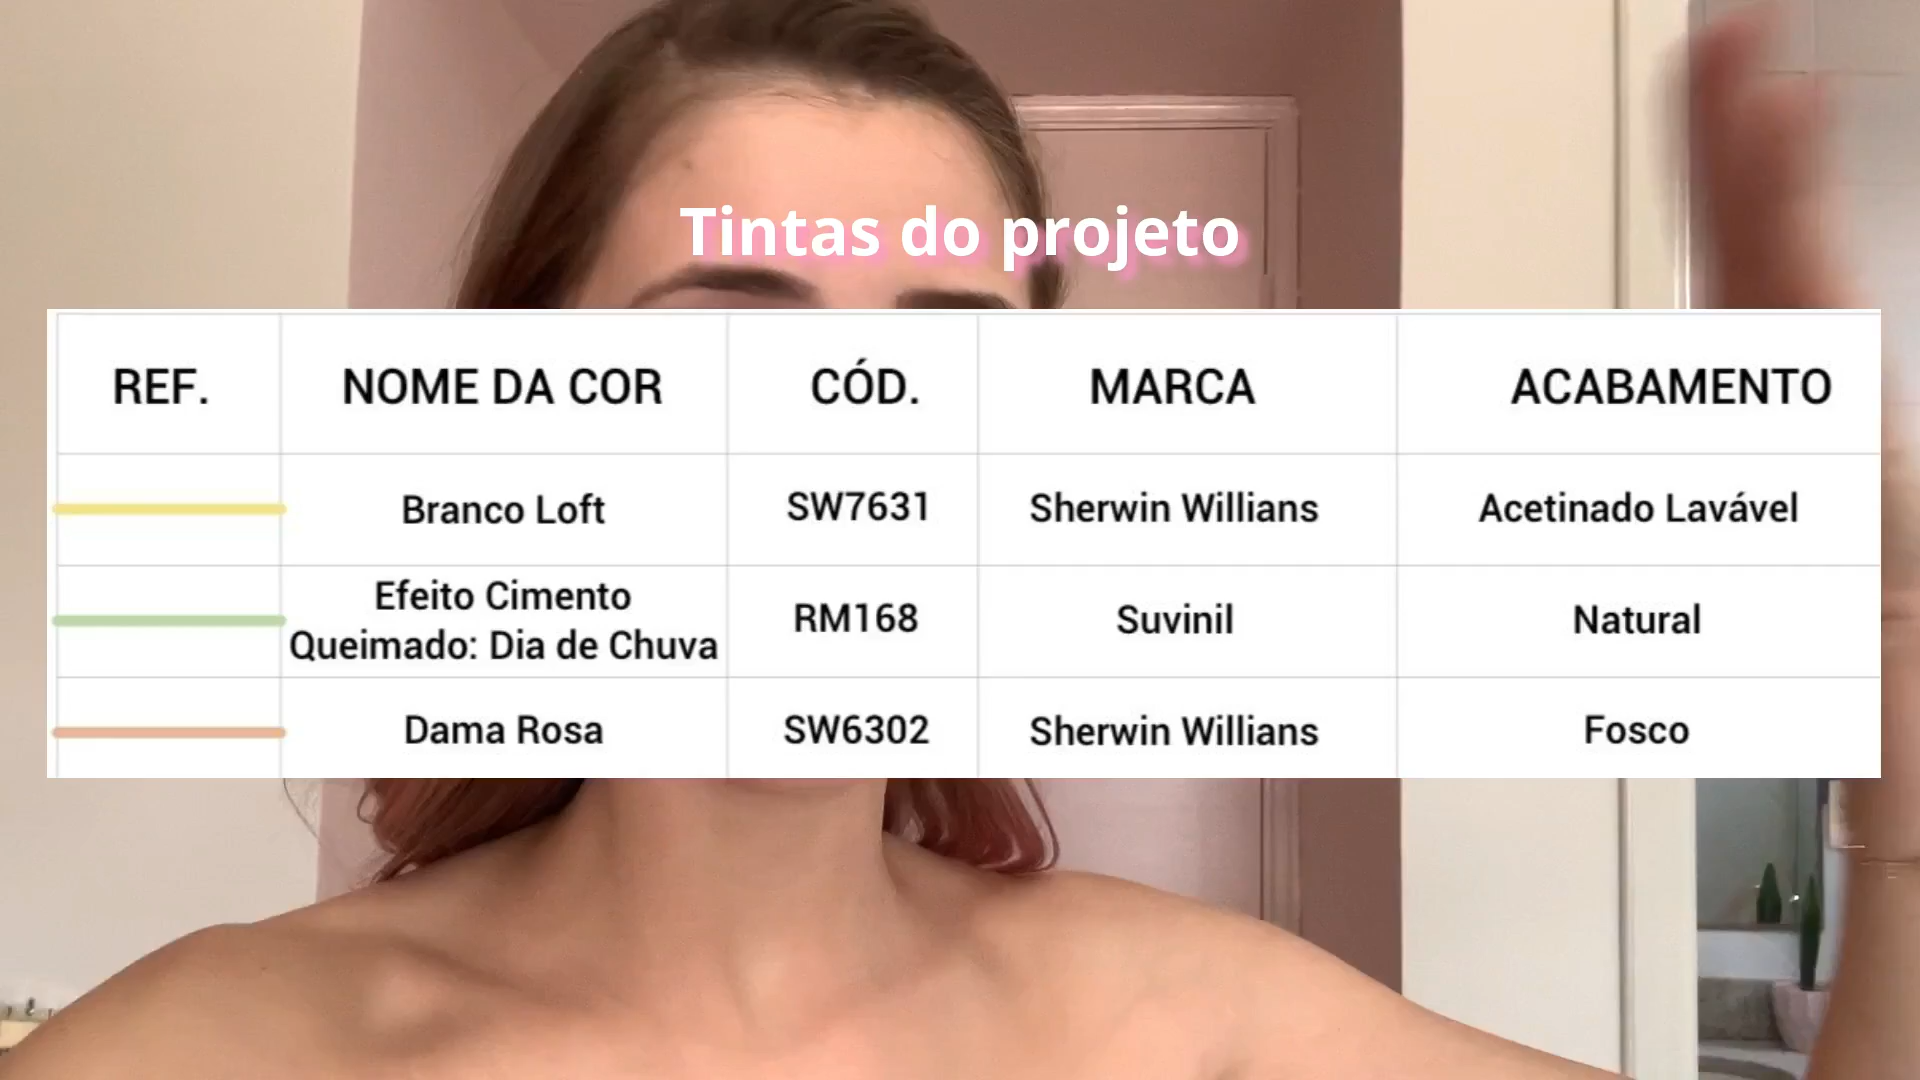 Tintas do projeto
REF. NOME DA COR CÓD. MARCA ACABAMENTO
Branco Loft SW7631 Sherwin Willians Acetinado Lavável
Efeito Cimento
Queimado: Dia de Chuva RM168 Suvinil Natural
Dama Rosa SW6302 Sherwin Willians Fosco